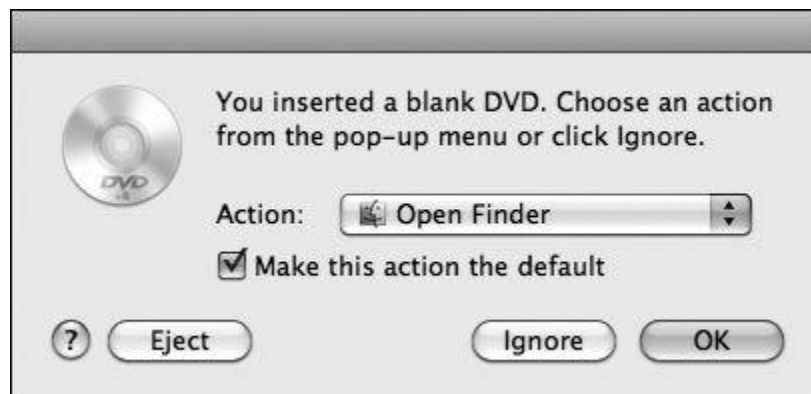 You inserted a blank DVD. Choose an action
from the pop-up menu or click Ignore.
DVD
Action: Open Finder
Make this action the default
? Eject Ignore OK